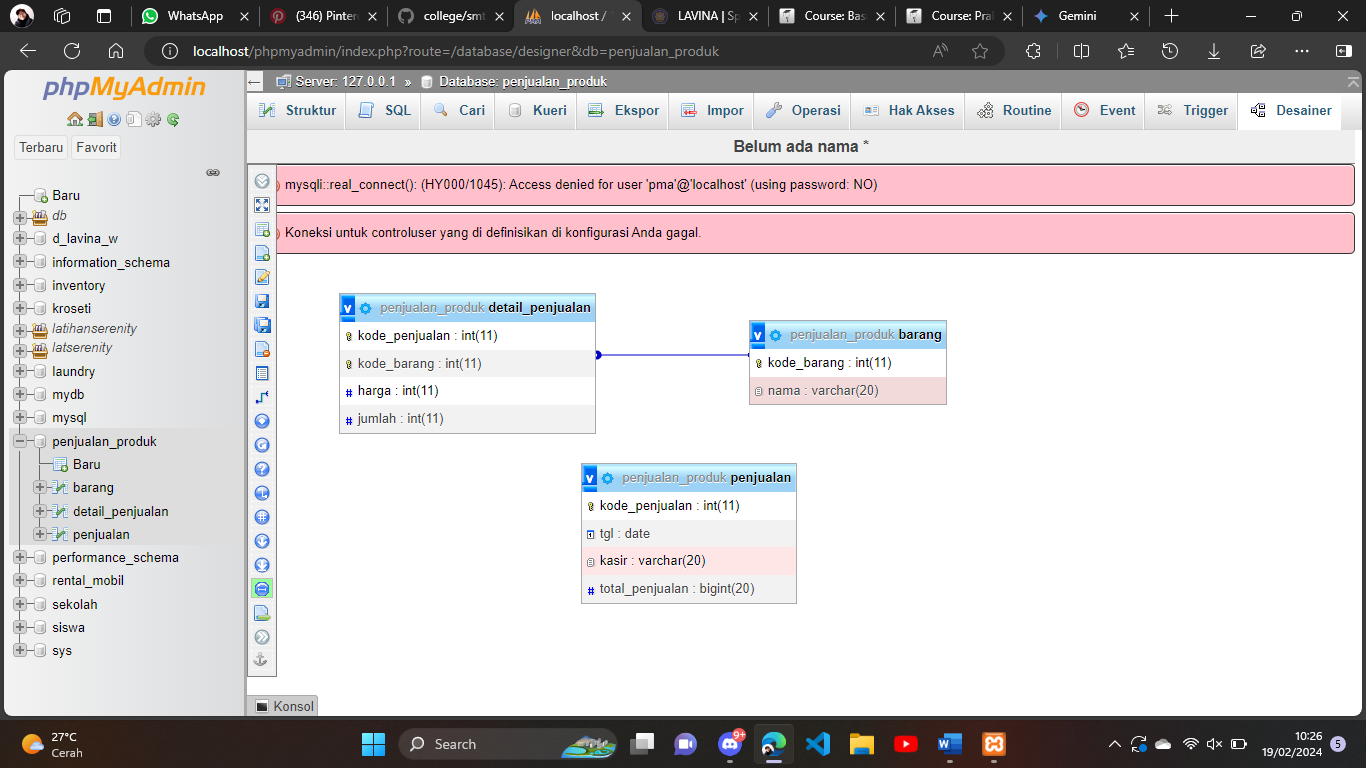 WhatsApp
(346) Pinter
college/smt
localhost / 
LAVINA | Sp
Course: Bas
Course: Pra
Gemini
localhost/phpmyadmin/index.php?route=/database/designer&db=penjualan_produk
phpMyAdmin
Terbaru
Favorit
Baru
db
d_lavina_w
information_schema
inventory
kroseti
latihanserenity
latserenity
laundry
mydb
mysql
penjualan_produk
Baru
barang
detail_penjualan
penjualan
performance_schema
rental_mobil
sekolah
siswa
sys
Server: 127.0.0.1 » Database: penjualan_produk
Struktur
SQL
Cari
Kueri
Ekspor
Impor
Operasi
Hak Akses
Routine
Event
Trigger
Desainer
Belum ada nama *
mysqli::real_connect(): (HY000/1045): Access denied for user 'pma'@'localhost' (using password: NO)
Koneksi untuk controluser yang di definisikan di konfigurasi Anda gagal.
v penjualan_produk detail_penjualan
kode_penjualan : int(11)
kode_barang : int(11)
# harga : int(11)
# jumlah : int(11)
v penjualan_produk barang
kode_barang : int(11)
nama : varchar(20)
v penjualan_produk penjualan
kode_penjualan : int(11)
tgl : date
kasir : varchar(20)
# total_penjualan : bigint(20)
Konsol
27°C
Cerah
Search
9+
10:26
19/02/2024
5